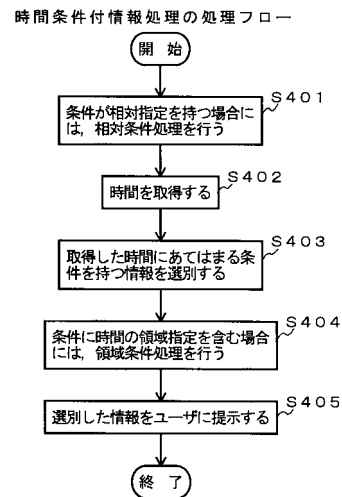 時間条件付情報処理の処理フロー
開 始
S401
条件が相対指定を持つ場合に
は，相対条件処理を行う
S402
時間を取得する
S403
取得した時間にあてはまる条
件を持つ情報を選別する
S404
条件に時間の領域指定を含む場合
には，領域条件処理を行う
S405
選別した情報をユーザに提示する
終 了